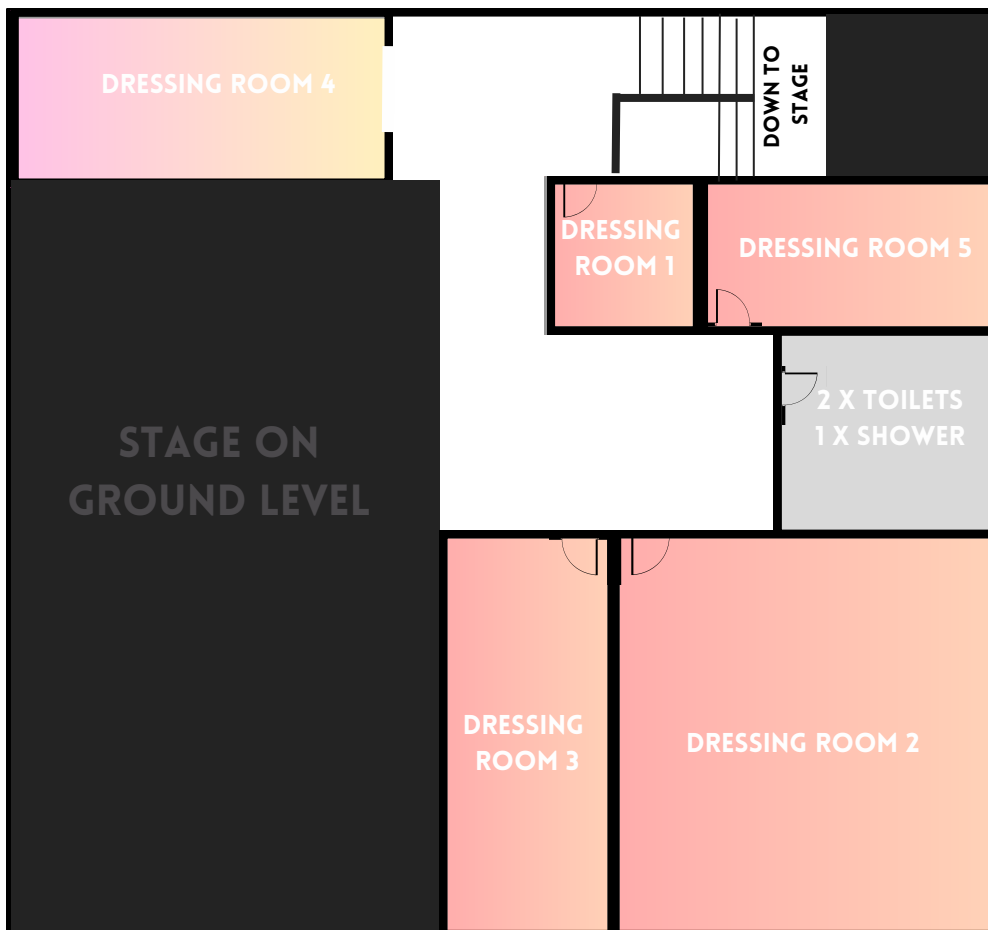 DRESSING ROOM 4
DOWN TO
STAGE
DRESSING
ROOM 1
DRESSING ROOM 5
2 X TOILETS
1 X SHOWER
STAGE ON
GROUND LEVEL
DRESSING
ROOM 3
DRESSING ROOM 2